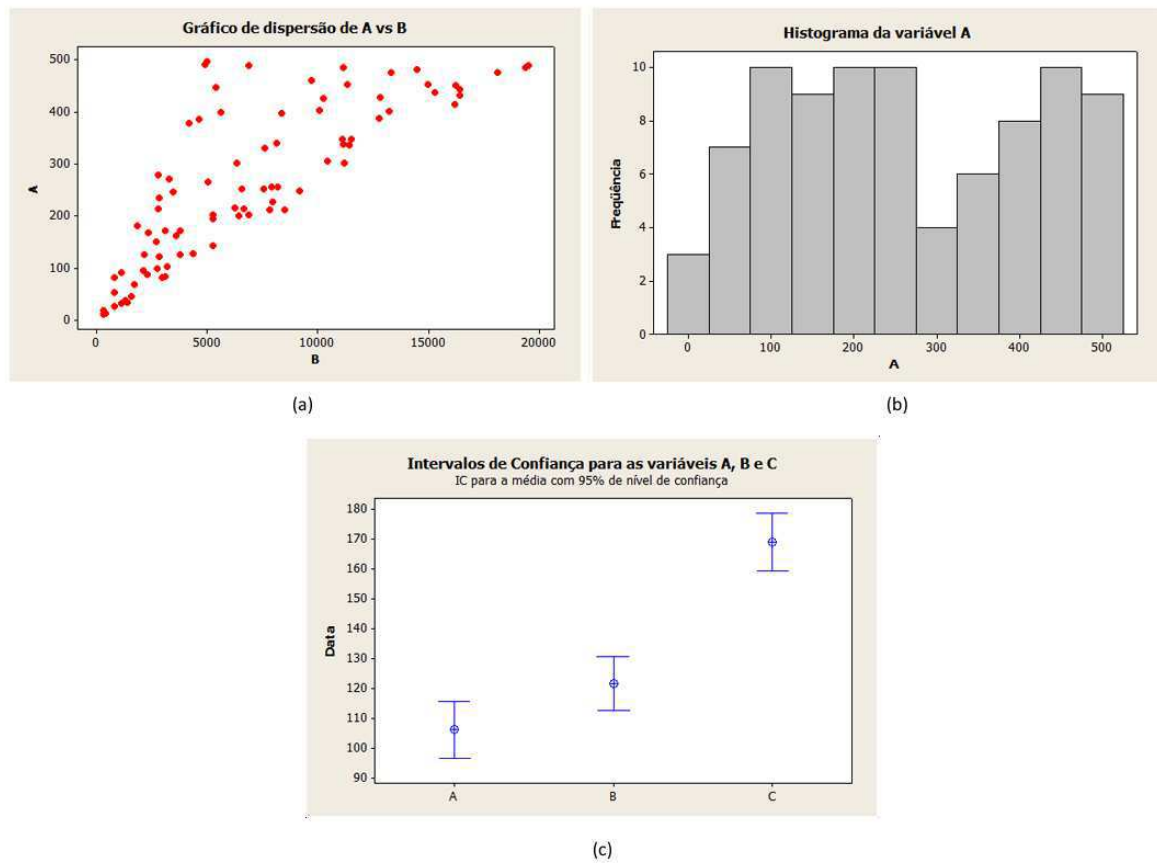 Gráfico de dispersão de A vs B
500
400
300
200
100
0
A
0 5000 10000 15000 20000
B
(a)
Histograma da variável A
10
8
6
4
2
0
Freqüência
0 100 200 300 400 500
A
(b)
Intervalos de Confiança para as variáveis A, B e C
IC para a média com 95% de nível de confiança
180
170
160
150
140
130
120
110
100
90
Data
A B C
(c)